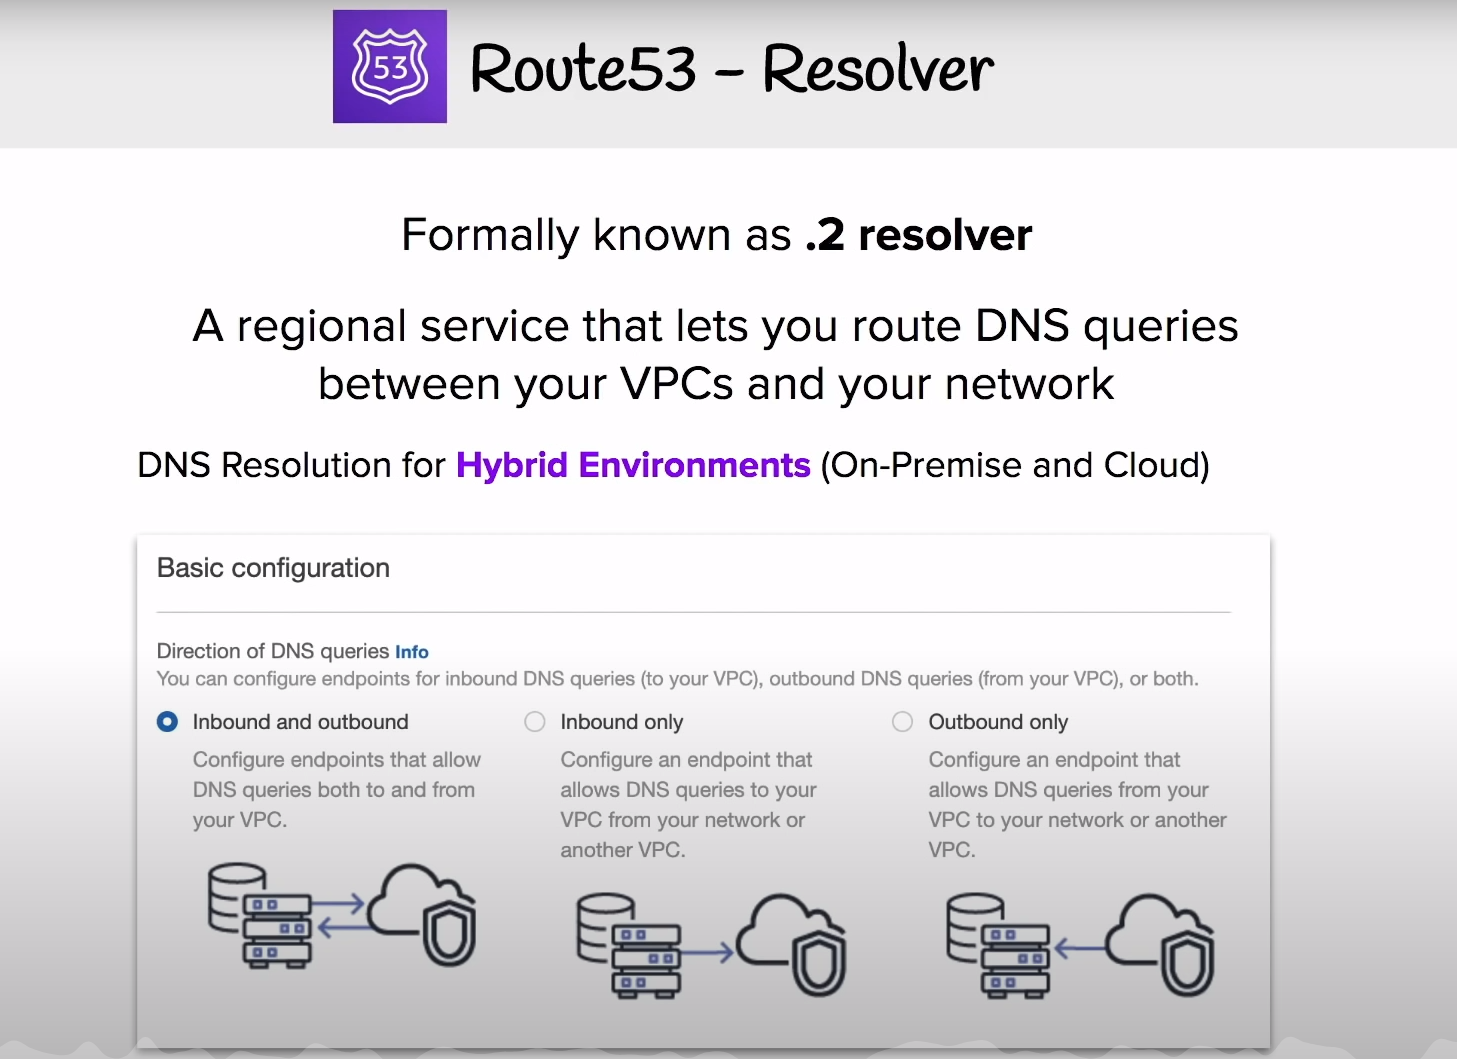 53
Route53 – Resolver
Formally known as .2 resolver
A regional service that lets you route DNS queries
between your VPCs and your network
DNS Resolution for Hybrid Environments (On-Premise and Cloud)
Basic configuration
Direction of DNS queries Info
You can configure endpoints for inbound DNS queries (to your VPC), outbound DNS queries (from your VPC), or both.
Inbound and outbound
Configure endpoints that allow
DNS queries both to and from
your VPC.
Inbound only
Configure an endpoint that
allows DNS queries to your
VPC from your network or
another VPC.
Outbound only
Configure an endpoint that
allows DNS queries from your
VPC to your network or another
VPC.